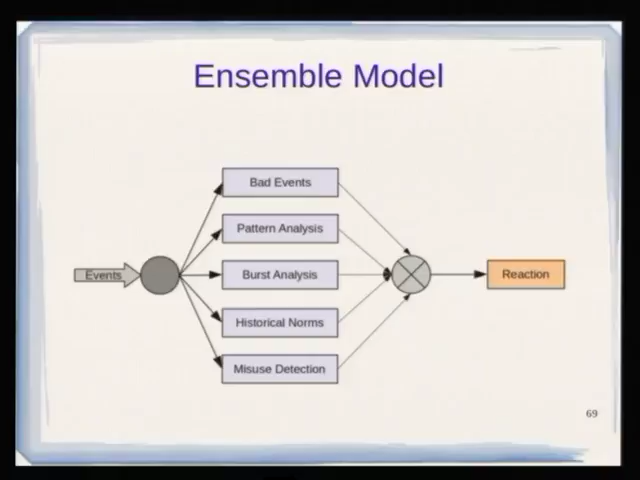 Ensemble Model
Bad Events
Pattern Analysis
Events
Burst Analysis
Reaction
Historical Norms
Misuse Detection
69